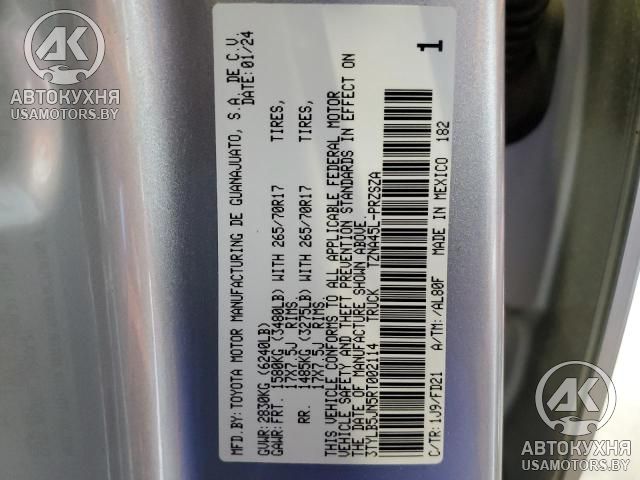 MFD.BY:TOYOTA MOTOR MANUFACTURING DE GUANAJUATO, S.A. DE C.V.
DATE:01/24
GVWR:2830KG (6240LB)
GAWR:FRT. 1580KG (3480LB) WITH 265/70R17 TIRES,
17X7.5J RIMS,
RR. 1485KG (3275LB) WITH 265/70R17 TIRES,
17X7.5J RIMS,
THIS VEHICLE CONFORMS TO ALL APPLICABLE FEDERAL MOTOR
VEHICLE SAFETY AND THEFT PREVENTION STANDARDS IN EFFECT ON
THE DATE OF MANUFACTURE SHOWN ABOVE.
3TYLB5JN5RT002114 TRUCK TZNA45L-PRZSZA
C/TR:1J9/FD21 A/TM:/AL80F MADE IN MEXICO 182
1
АВТОКУХНЯ
USAMOTORS.BY
АВТОКУХНЯ
USAMOTORS.BY
АВТОКУХНЯ
USAMOTORS.BY